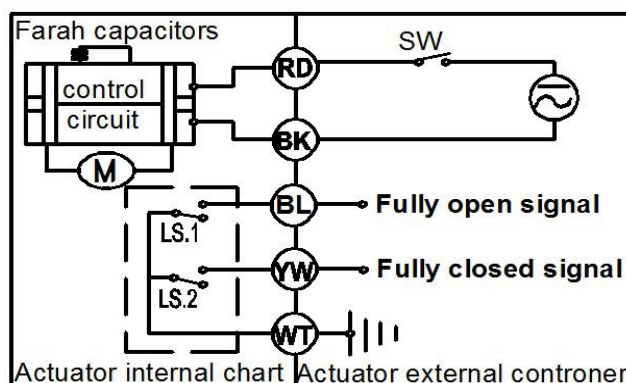 Farah capacitors
control
circuit
M
RD
SW
BK
LS.1
BL
Fully open signal
LS.2
YW
Fully closed signal
WT
Actuator internal chart
Actuator external controner